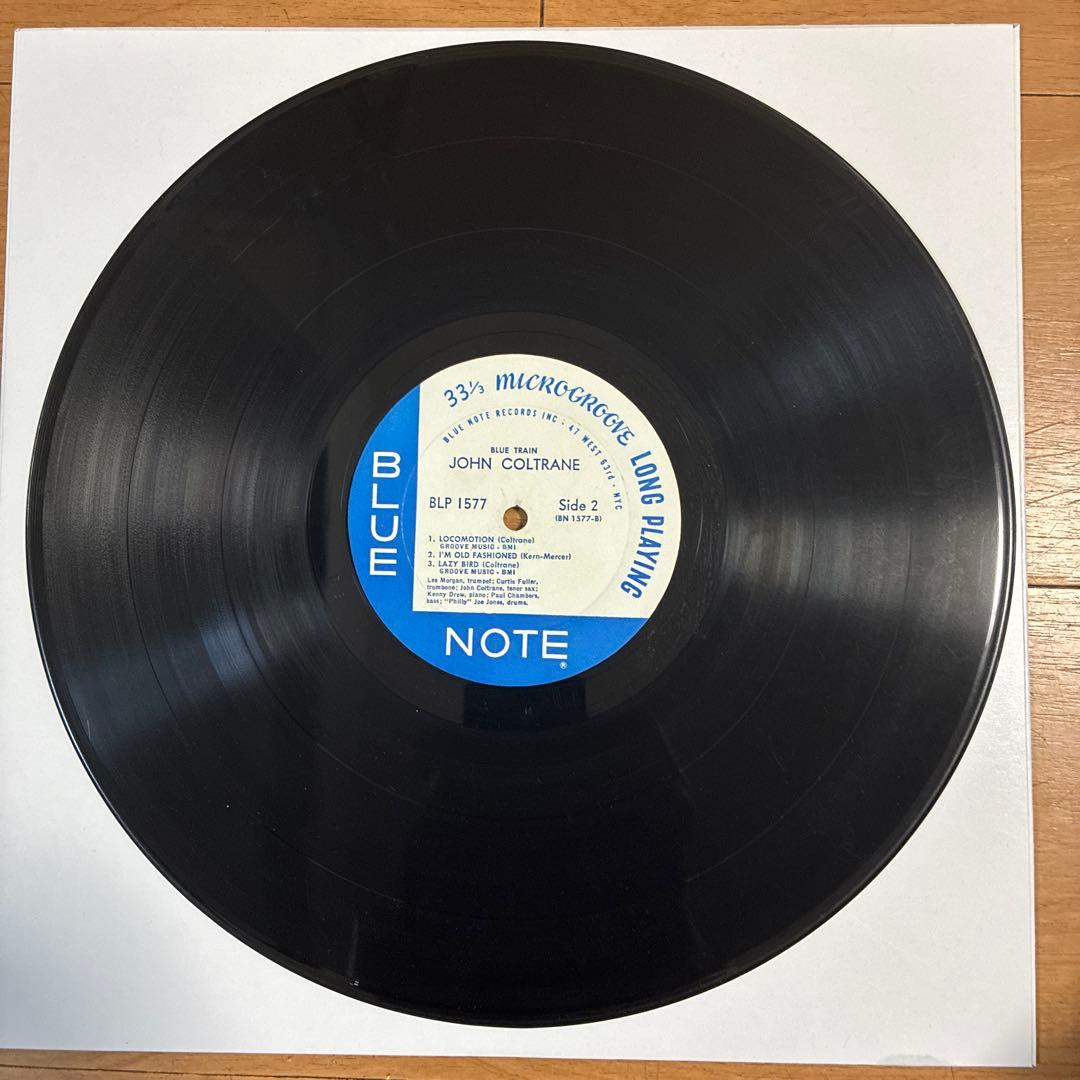 33⅓ MICROGROOVE LONG PLAYING
BLUE NOTE RECORDS INC · 47 WEST 63rd · NYC
BLUE TRAIN
JOHN COLTRANE
BLP 1577
Side 2
(BN 1577-B)
1. LOCOMOTION (Coltrane)
GROOVE MUSIC - BMI
2. I'M OLD FASHIONED (Kern-Mercer)
3. LAZY BIRD (Coltrane)
GROOVE MUSIC - BMI
Lee Morgan, trumpet; Curtis Fuller,
trombone; John Coltrane, tenor sax;
Kenny Drew, piano; Paul Chambers,
bass; "Philly" Joe Jones, drums.
BLUE
NOTE
®